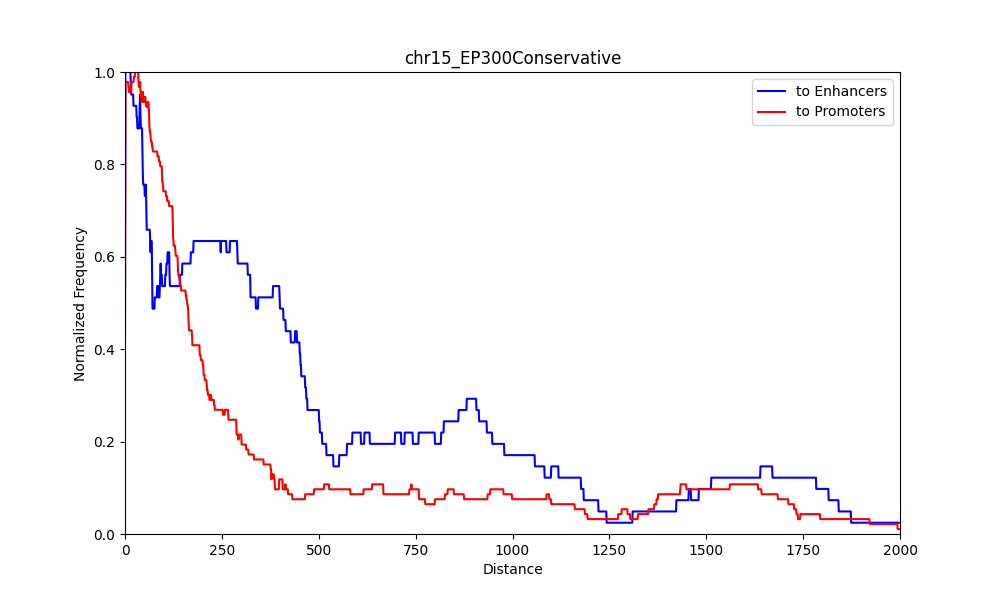 chr15_EP300Conservative
to Enhancers
to Promoters
Normalized Frequency
1.0
0.8
0.6
0.4
0.2
0.0
0 250 500 750 1000 1250 1500 1750 2000
Distance